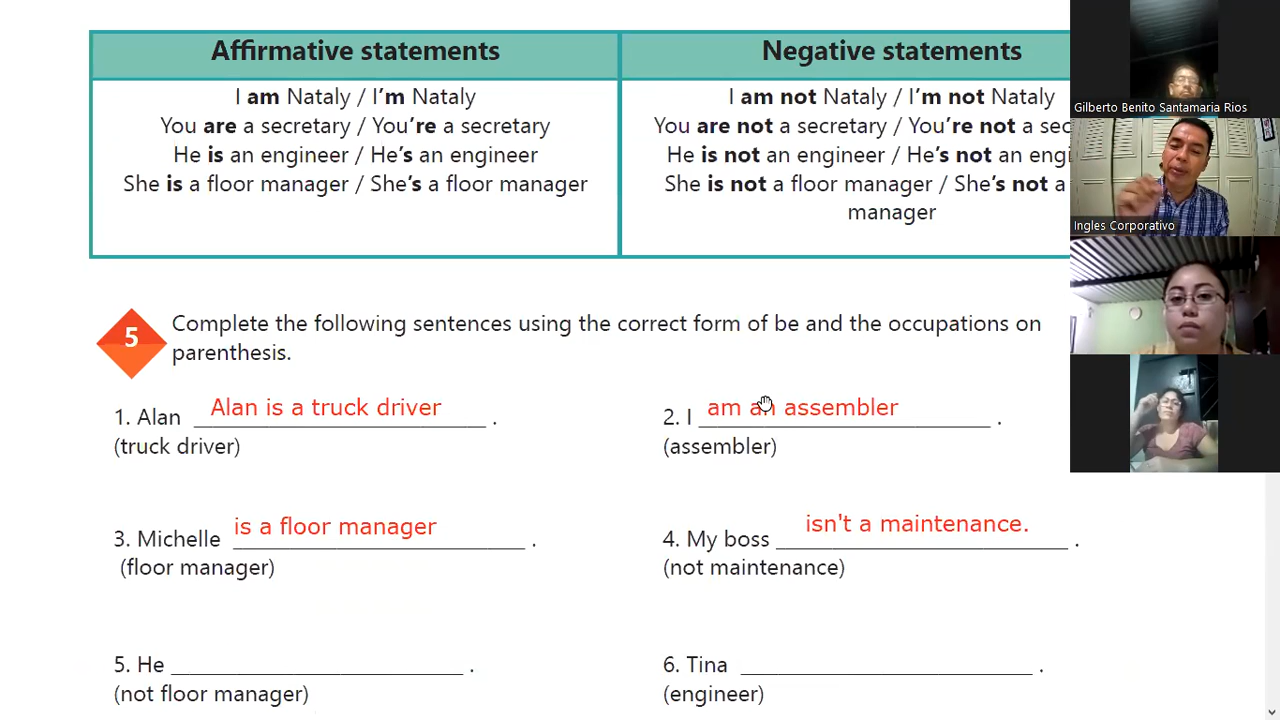 Affirmative statements
I am Nataly / I'm Nataly
You are a secretary / You're a secretary
He is an engineer / He's an engineer
She is a floor manager / She's a floor manager
Negative statements
I am not Nataly / I'm not Nataly
You are not a secretary / You're not a
He is not an engineer / He's not an
She is not a floor manager / She's not a
manager
5
Complete the following sentences using the correct form of be and the occupations on
parenthesis.
1. Alan Alan is a truck driver .
(truck driver)
2. I am an assembler .
(assembler)
3. Michelle is a floor manager .
(floor manager)
4. My boss isn't a maintenance. .
(not maintenance)
5. He .
(not floor manager)
6. Tina .
(engineer)
Gilberto Benito Santamaria Rios
Ingles Corporativo